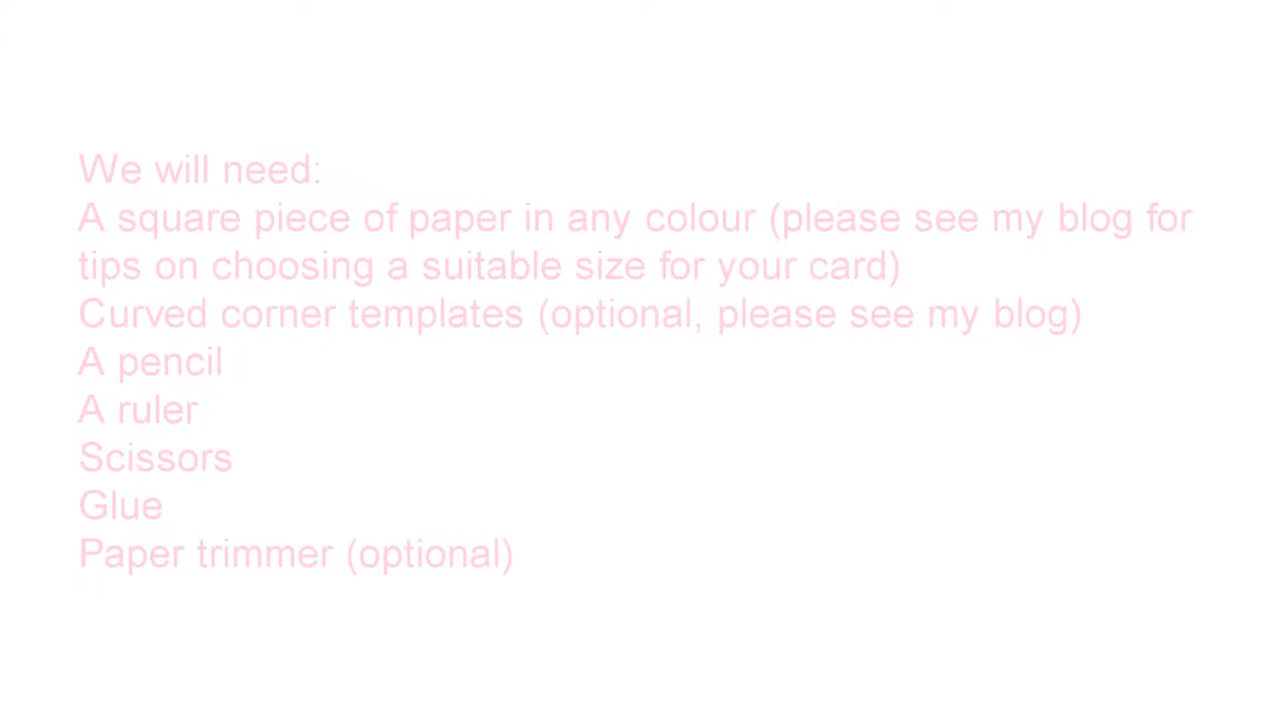 We will need:
A square piece of paper in any colour (please see my blog for
tips on choosing a suitable size for your card)
Curved corner templates (optional, please see my blog)
A pencil
A ruler
Scissors
Glue
Paper trimmer (optional)